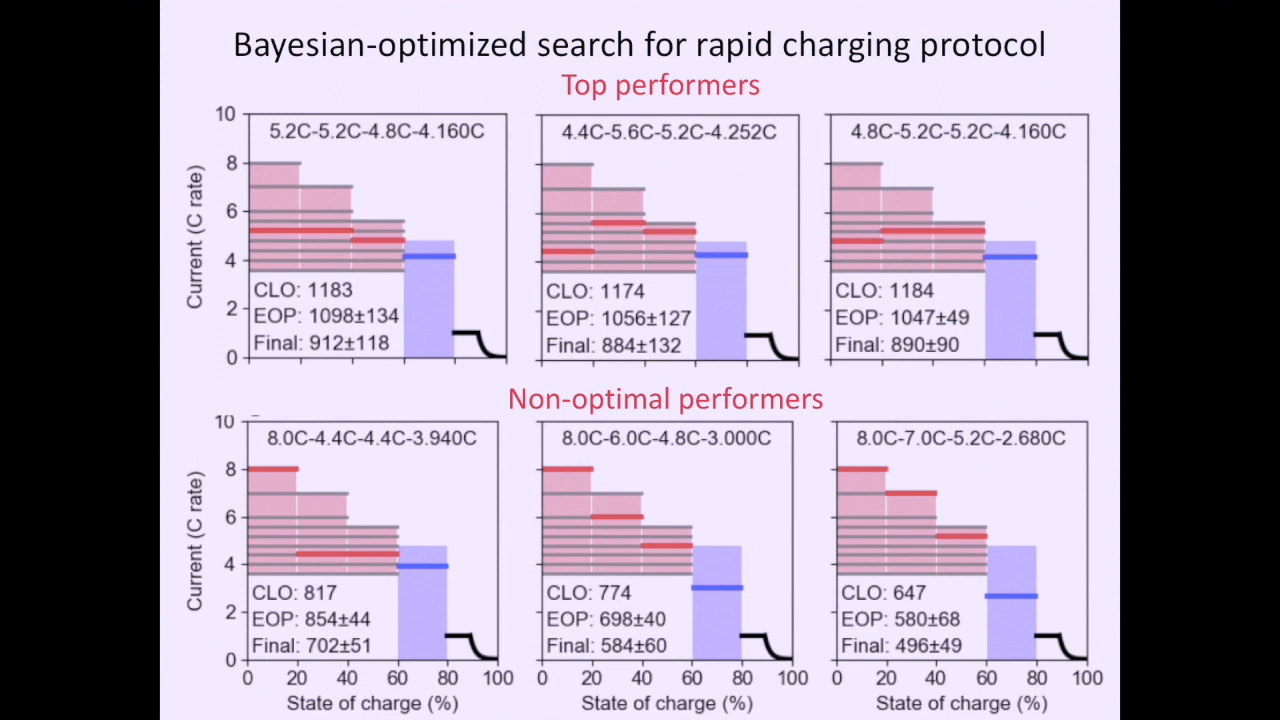 Bayesian-optimized search for rapid charging protocol
Top performers
10
8
6
4
2
0
Current (C rate)
5.2C-5.2C-4.8C-4.160C
CLO: 1183
EOP: 1098±134
Final: 912±118
4.4C-5.6C-5.2C-4.252C
CLO: 1174
EOP: 1056±127
Final: 884±132
4.8C-5.2C-5.2C-4.160C
CLO: 1184
EOP: 1047±49
Final: 890±90
Non-optimal performers
10
8
6
4
2
0
Current (C rate)
8.0C-4.4C-4.4C-3.940C
CLO: 817
EOP: 854±44
Final: 702±51
0 20 40 60 80 100
State of charge (%)
8.0C-6.0C-4.8C-3.000C
CLO: 774
EOP: 698±40
Final: 584±60
0 20 40 60 80 100
State of charge (%)
8.0C-7.0C-5.2C-2.680C
CLO: 647
EOP: 580±68
Final: 496±49
0 20 40 60 80 100
State of charge (%)